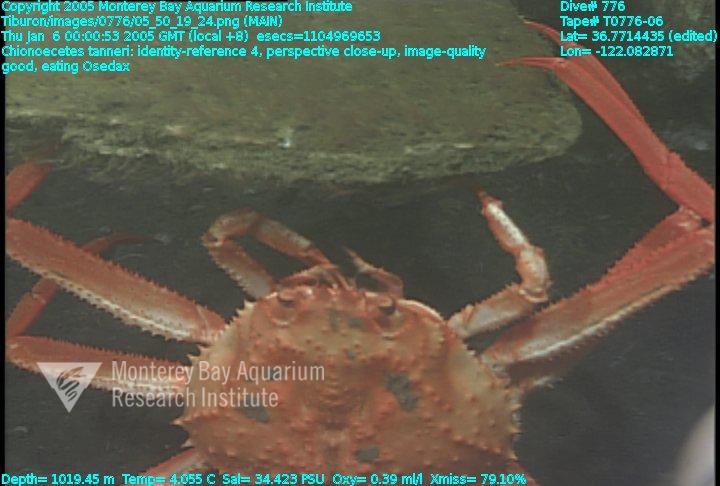 Copyright 2005 Monterey Bay Aquarium Research Institute
Tiburon/images/0776/05_50_19_24.png (MAIN)
Thu Jan 6 00:00:53 2005 GMT (local +8) esecs=1104969653
Chionoecetes tanneri: identity-reference 4, perspective close-up, image-quality
good, eating Osedax
Dive# 776
Tape# T0776-06
Lat= 36.7714435 (edited)
Lon= -122.082871
Monterey Bay Aquarium
Research Institute
Depth= 1019.45 m Temp= 4.055 C Sal= 34.423 PSU Oxy= 0.39 ml/l Xmiss= 79.10%